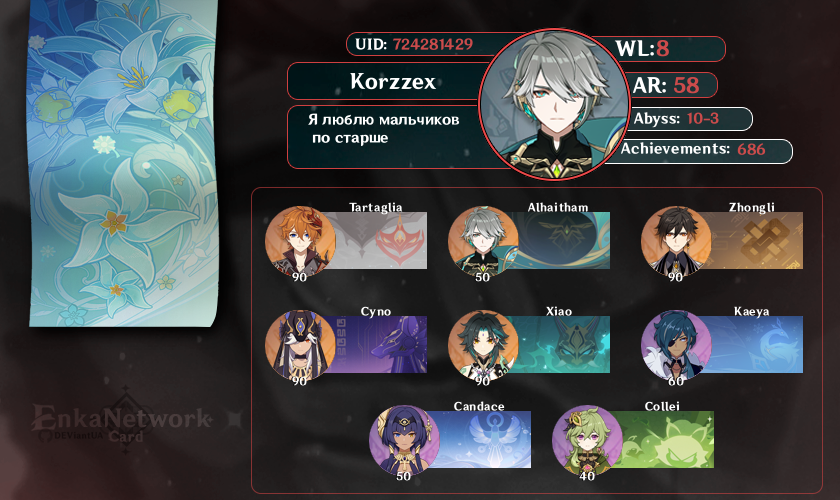 UID: 724281429
WL:8
Korzzex
AR: 58
Я люблю мальчиков
по старше
Abyss: 10-3
Achievements: 686
Tartaglia
90
Alhaitham
50
Zhongli
90
Cyno
90
Xiao
90
Kaeya
60
Candace
50
Collei
40
EnkaNetwork
Card